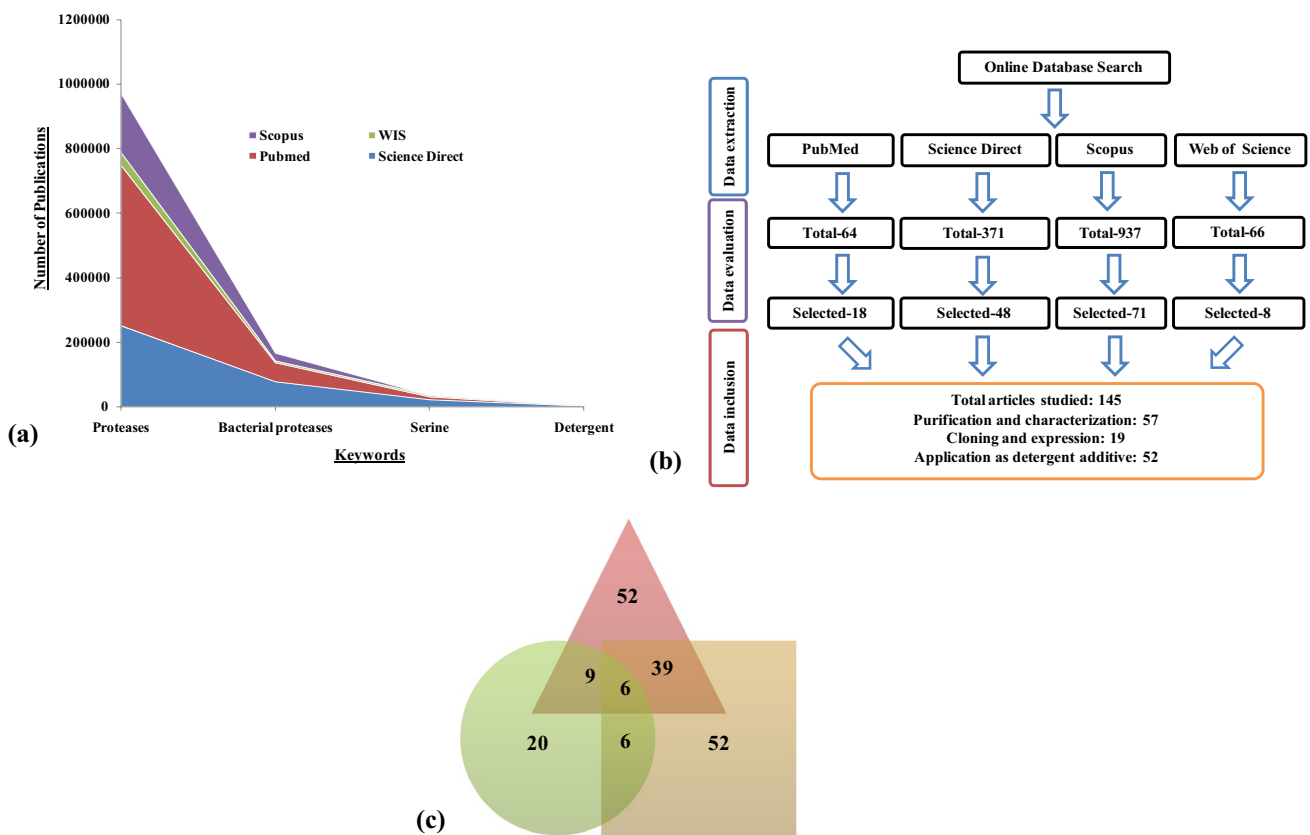 1200000
1000000
800000
600000
400000
200000
0
Number of Publications
Scopus
WIS
Pubmed
Science Direct
Proteases
Bacterial proteases
Serine
Detergent
Keywords
(a)
Online Database Search
Data extraction
PubMed
Science Direct
Scopus
Web of Science
Data evaluation
Total-64
Total-371
Total-937
Total-66
Selected-18
Selected-48
Selected-71
Selected-8
Data inclusion
Total articles studied: 145
Purification and characterization: 57
Cloning and expression: 19
Application as detergent additive: 52
(b)
52
9
39
6
20
6
52
(c)